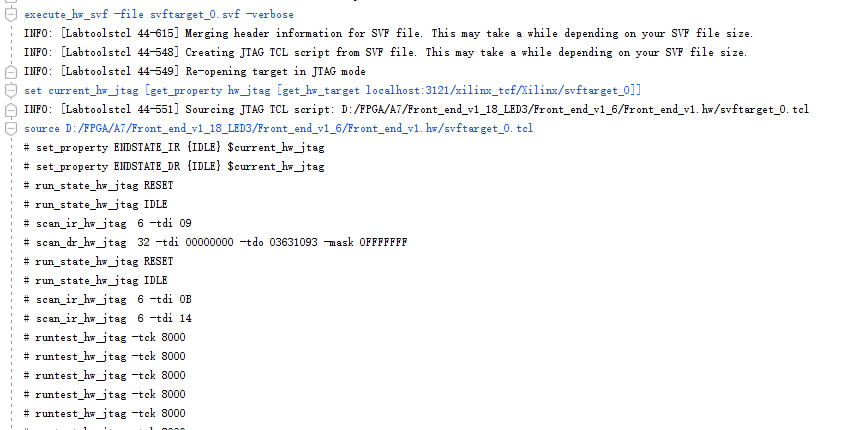 execute_hw_svf -file svftarget_0.svf -verbose
INFO: [Labtoolstcl 44-615] Merging header information for SVF file. This may take a while depending on your SVF file size.
INFO: [Labtoolstcl 44-548] Creating JTAG TCL script from SVF file. This may take a while depending on your SVF file size.
INFO: [Labtoolstcl 44-549] Re-opening target in JTAG mode
set current_hw_jtag [get_property hw_jtag [get_hw_target localhost:3121/xilinx_tcf/Xilinx/svftarget_0]]
INFO: [Labtoolstcl 44-551] Sourcing JTAG TCL script: D:/FPGA/A7/Front_end_v1_18_LED3/Front_end_v1_6/Front_end_v1.hw/svftarget_0.tcl
source D:/FPGA/A7/Front_end_v1_18_LED3/Front_end_v1_6/Front_end_v1.hw/svftarget_0.tcl
# set_property ENDSTATE_IR {IDLE} $current_hw_jtag
# set_property ENDSTATE_DR {IDLE} $current_hw_jtag
# run_state_hw_jtag RESET
# run_state_hw_jtag IDLE
# scan_ir_hw_jtag 6 -tdi 09
# scan_dr_hw_jtag 32 -tdi 00000000 -tdo 03631093 -mask 0FFFFFFF
# run_state_hw_jtag RESET
# run_state_hw_jtag IDLE
# scan_ir_hw_jtag 6 -tdi 0B
# scan_ir_hw_jtag 6 -tdi 14
# runtest_hw_jtag -tck 8000
# runtest_hw_jtag -tck 8000
# runtest_hw_jtag -tck 8000
# runtest_hw_jtag -tck 8000
# runtest_hw_jtag -tck 8000